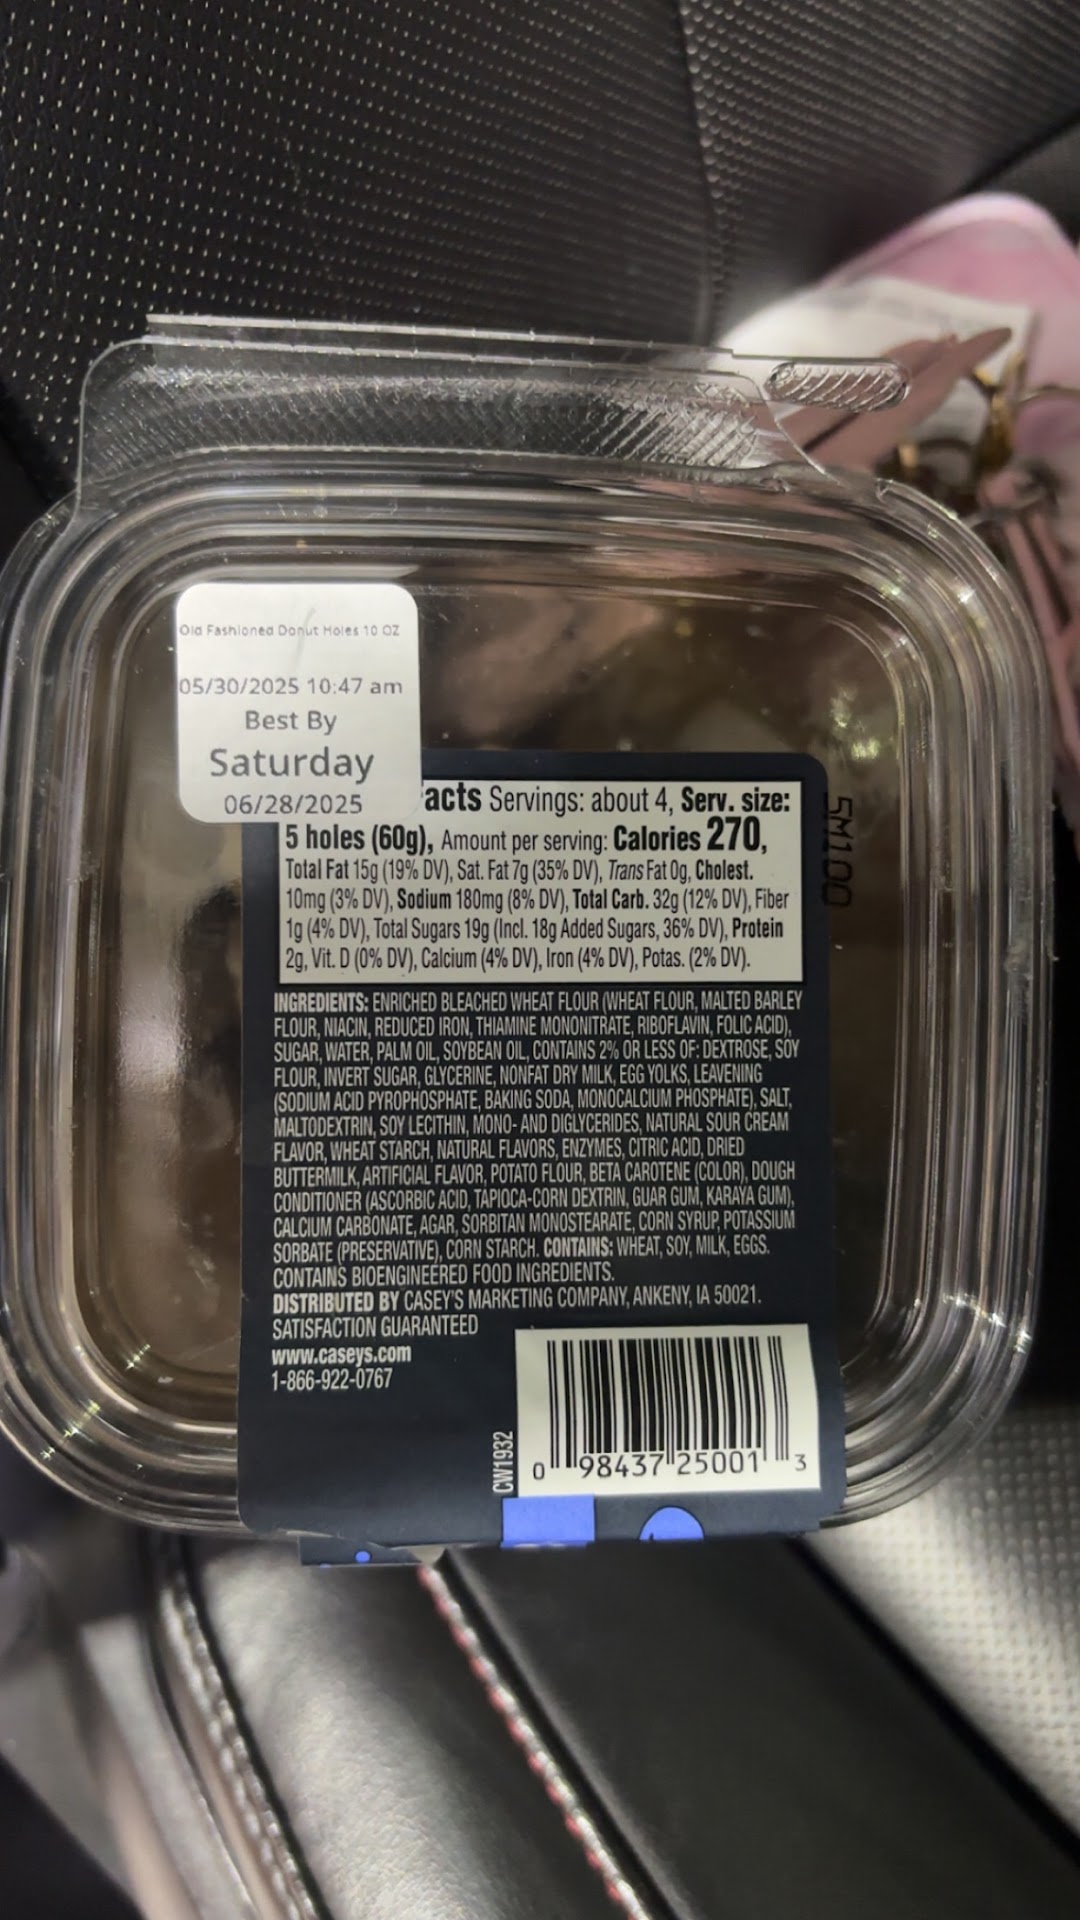 Old Fashioned Donut Holes 10 OZ
05/30/2025 10:47 am
Best By
Saturday
06/28/2025
acts Servings: about 4, Serv. size:
5 holes (60g), Amount per serving: Calories 270,
Total Fat 15g (19% DV), Sat. Fat 7g (35% DV), Trans Fat 0g, Cholest.
10mg (3% DV), Sodium 180mg (8% DV), Total Carb. 32g (12% DV), Fiber
1g (4% DV), Total Sugars 19g (Incl. 18g Added Sugars, 36% DV), Protein
2g, Vit. D (0% DV), Calcium (4% DV), Iron (4% DV), Potas. (2% DV).
INGREDIENTS: ENRICHED BLEACHED WHEAT FLOUR (WHEAT FLOUR, MALTED BARLEY
FLOUR, NIACIN, REDUCED IRON, THIAMINE MONONITRATE, RIBOFLAVIN, FOLIC ACID),
SUGAR, WATER, PALM OIL, SOYBEAN OIL, CONTAINS 2% OR LESS OF: DEXTROSE, SOY
FLOUR, INVERT SUGAR, GLYCERINE, NONFAT DRY MILK, EGG YOLKS, LEAVENING
(SODIUM ACID PYROPHOSPHATE, BAKING SODA, MONOCALCIUM PHOSPHATE), SALT,
MALTODEXTRIN, SOY LECITHIN, MONO- AND DIGLYCERIDES, NATURAL SOUR CREAM
FLAVOR, WHEAT STARCH, NATURAL FLAVORS, ENZYMES, CITRIC ACID, DRIED
BUTTERMILK, ARTIFICIAL FLAVOR, POTATO FLOUR, BETA CAROTENE (COLOR), DOUGH
CONDITIONER (ASCORBIC ACID, TAPIOCA-CORN DEXTRIN, GUAR GUM, KARAYA GUM),
CALCIUM CARBONATE, AGAR, SORBITAN MONOSTEARATE, CORN SYRUP, POTASSIUM
SORBATE (PRESERVATIVE), CORN STARCH. CONTAINS: WHEAT, SOY, MILK, EGGS.
CONTAINS BIOENGINEERED FOOD INGREDIENTS.
DISTRIBUTED BY CASEY'S MARKETING COMPANY, ANKENY, IA 50021.
SATISFACTION GUARANTEED
www.caseys.com
1-866-922-0767
CW1932
0 98437 25001 3
5M100